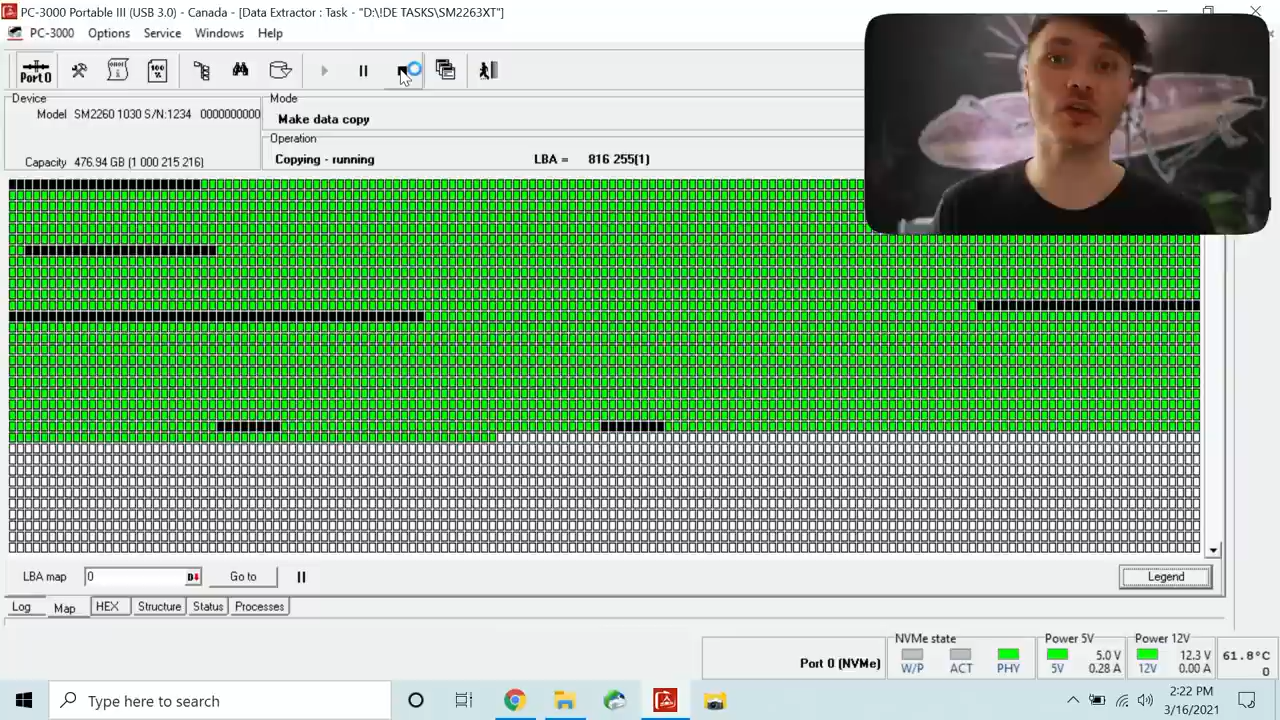 PC-3000 Portable III (USB 3.0) - Canada - [Data Extractor : Task - "D:\!DE TASKS\SM2263XT"]
PC-3000 Options Service Windows Help
Port 0
100 %
Device
Model SM2260 1030 S/N:1234 0000000000
Capacity 476.94 GB (1 000 215 216)
Mode
Make data copy
Operation
Copying - running LBA = 816 255(1)
LBA map 0 Go to Legend
Log Map HEX Structure Status Processes
Port 0 (NVMe)
NVMe state
W/P ACT PHY
Power 5V
5V 5.0 V
0.28 A
Power 12V
12V 12.3 V
0.00 A
61.8°C
0
Type here to search
2:22 PM
3/16/2021